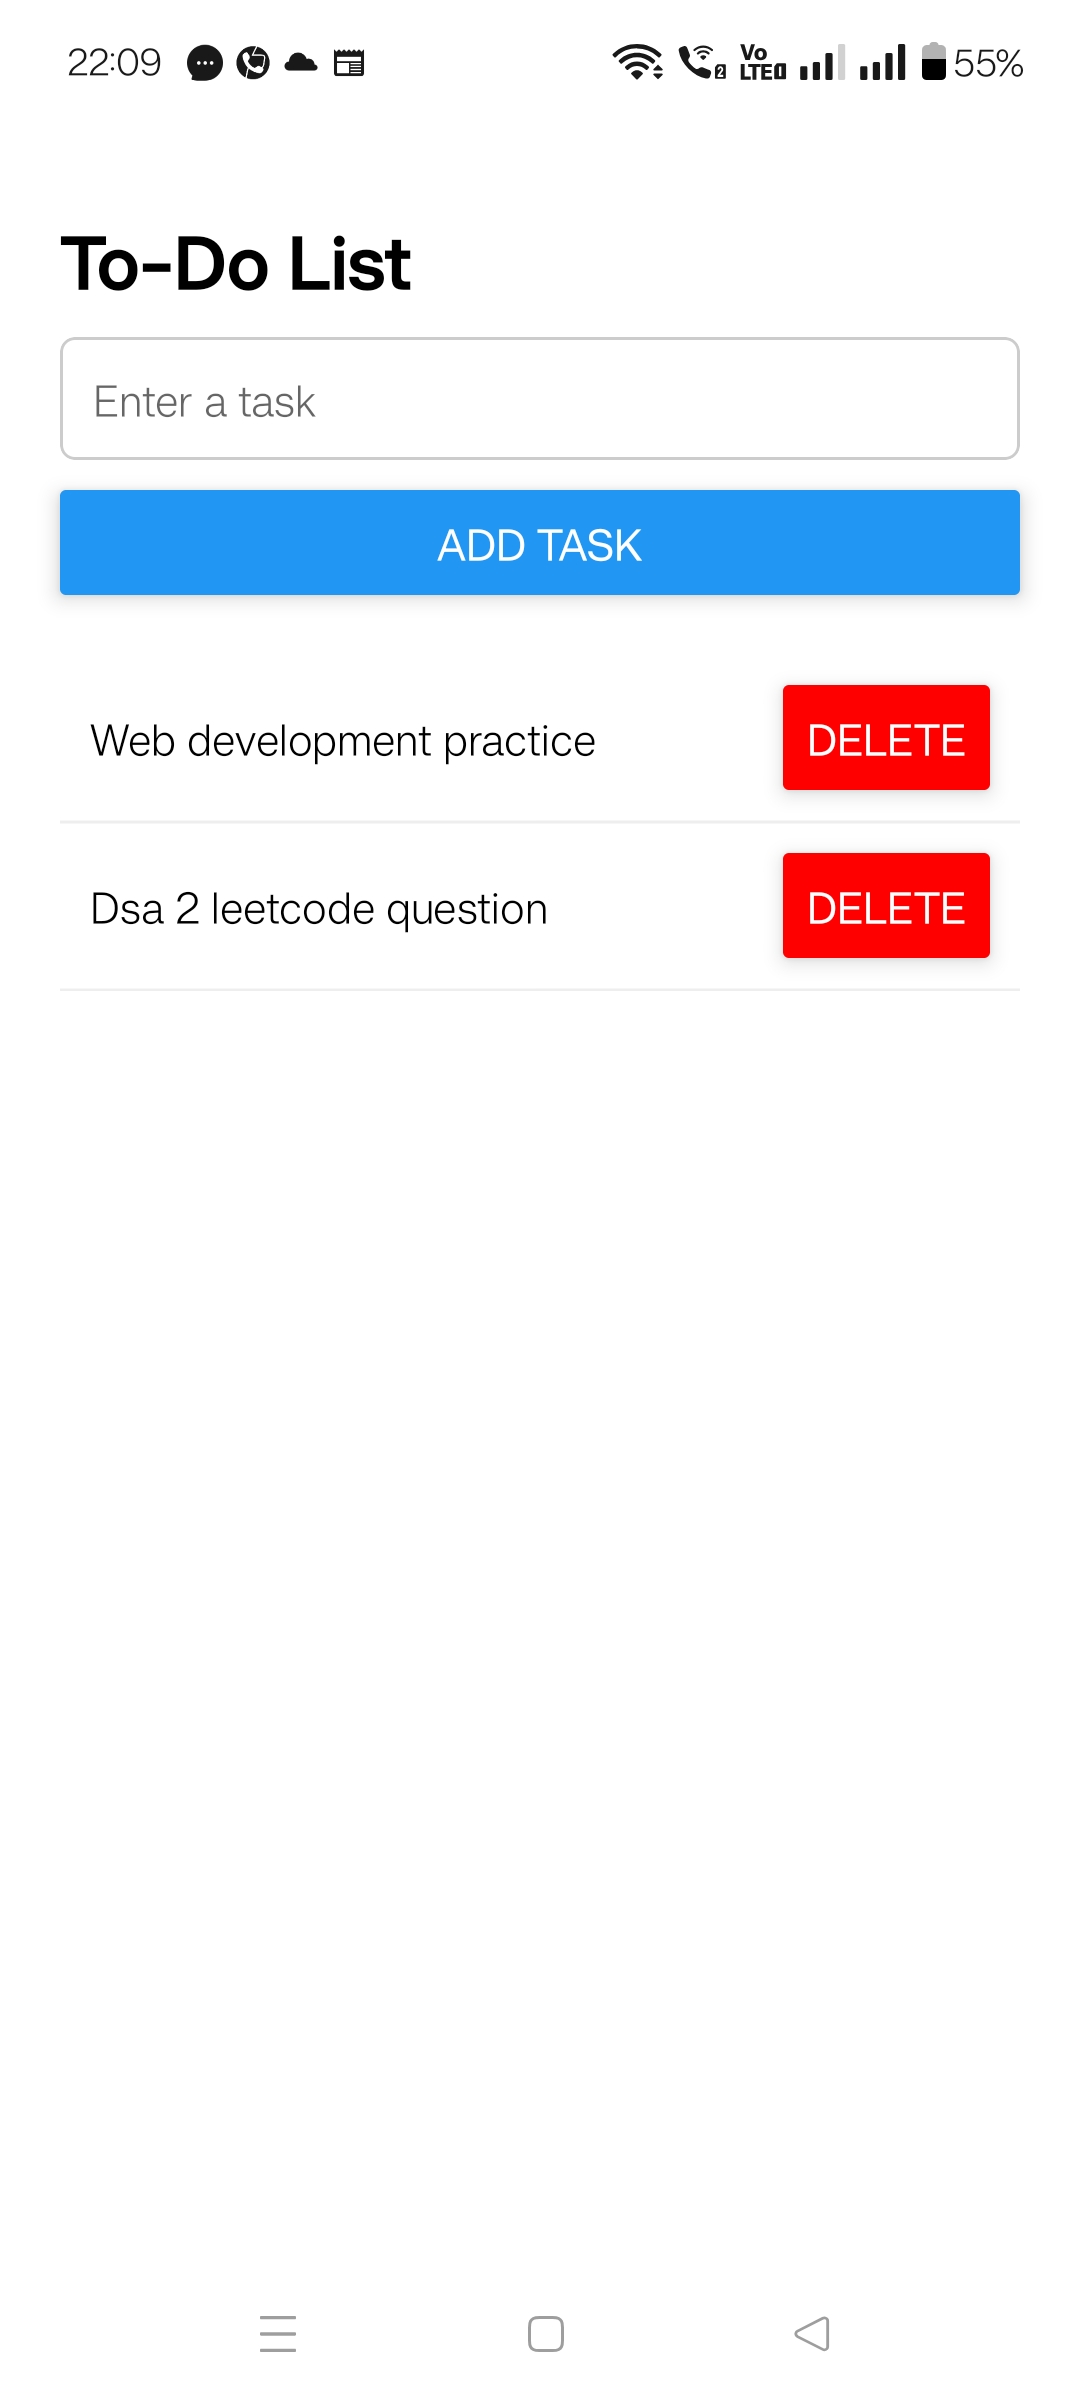 22:09
Vo
LTE
55%
To-Do List
Enter a task
ADD TASK
Web development practice
DELETE
Dsa 2 leetcode question
DELETE